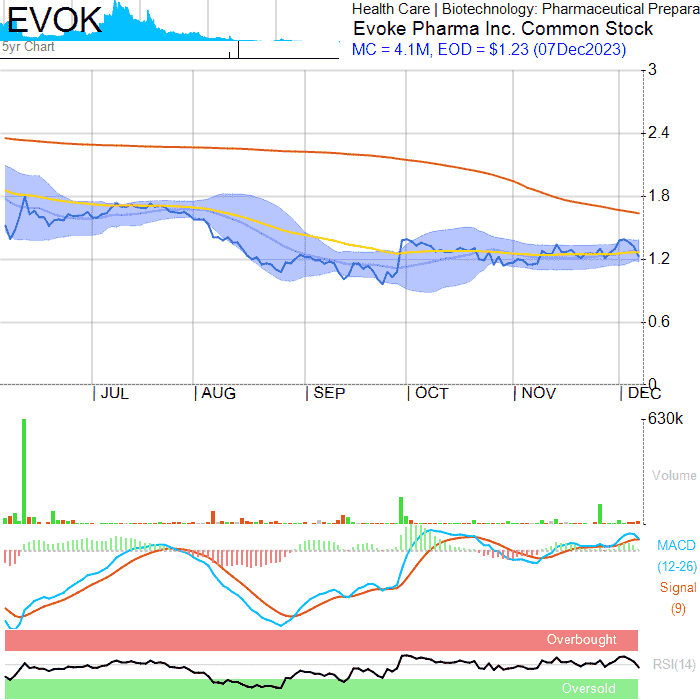 EVOK
5yr Chart
Health Care | Biotechnology: Pharmaceutical Prepara
Evoke Pharma Inc. Common Stock
MC = 4.1M, EOD = $1.23 (07Dec2023)
3
2.4
1.8
1.2
0.6
0
JUL
AUG
SEP
OCT
NOV
DEC
630k
Volume
MACD
(12-26)
Signal
(9)
Overbought
RSI(14)
Oversold